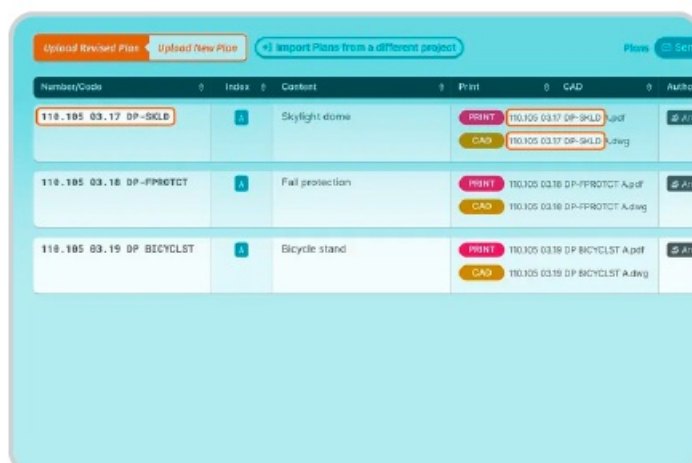 Upload Revised Plan Upload New Plan Import Plans from a different project Plans
Number/Code Index Content Print CAD
110.105 03.17 DP-SKLD A Skylight dome PRINT 110.105 03.17 DP-SKLD A.pdf
CAD 110.105 03.17 DP-SKLD A.dwg
110.105 03.18 DP-FPROTCT A Fall protection PRINT 110.105 03.18 DP-FPROTCT A.pdf
CAD 110.105 03.18 DP-FPROTCT A.dwg
110.105 03.19 DP BICYCLST A Bicycle stand PRINT 110.105 03.19 DP BICYCLST A.pdf
CAD 110.105 03.19 DP BICYCLST A.dwg